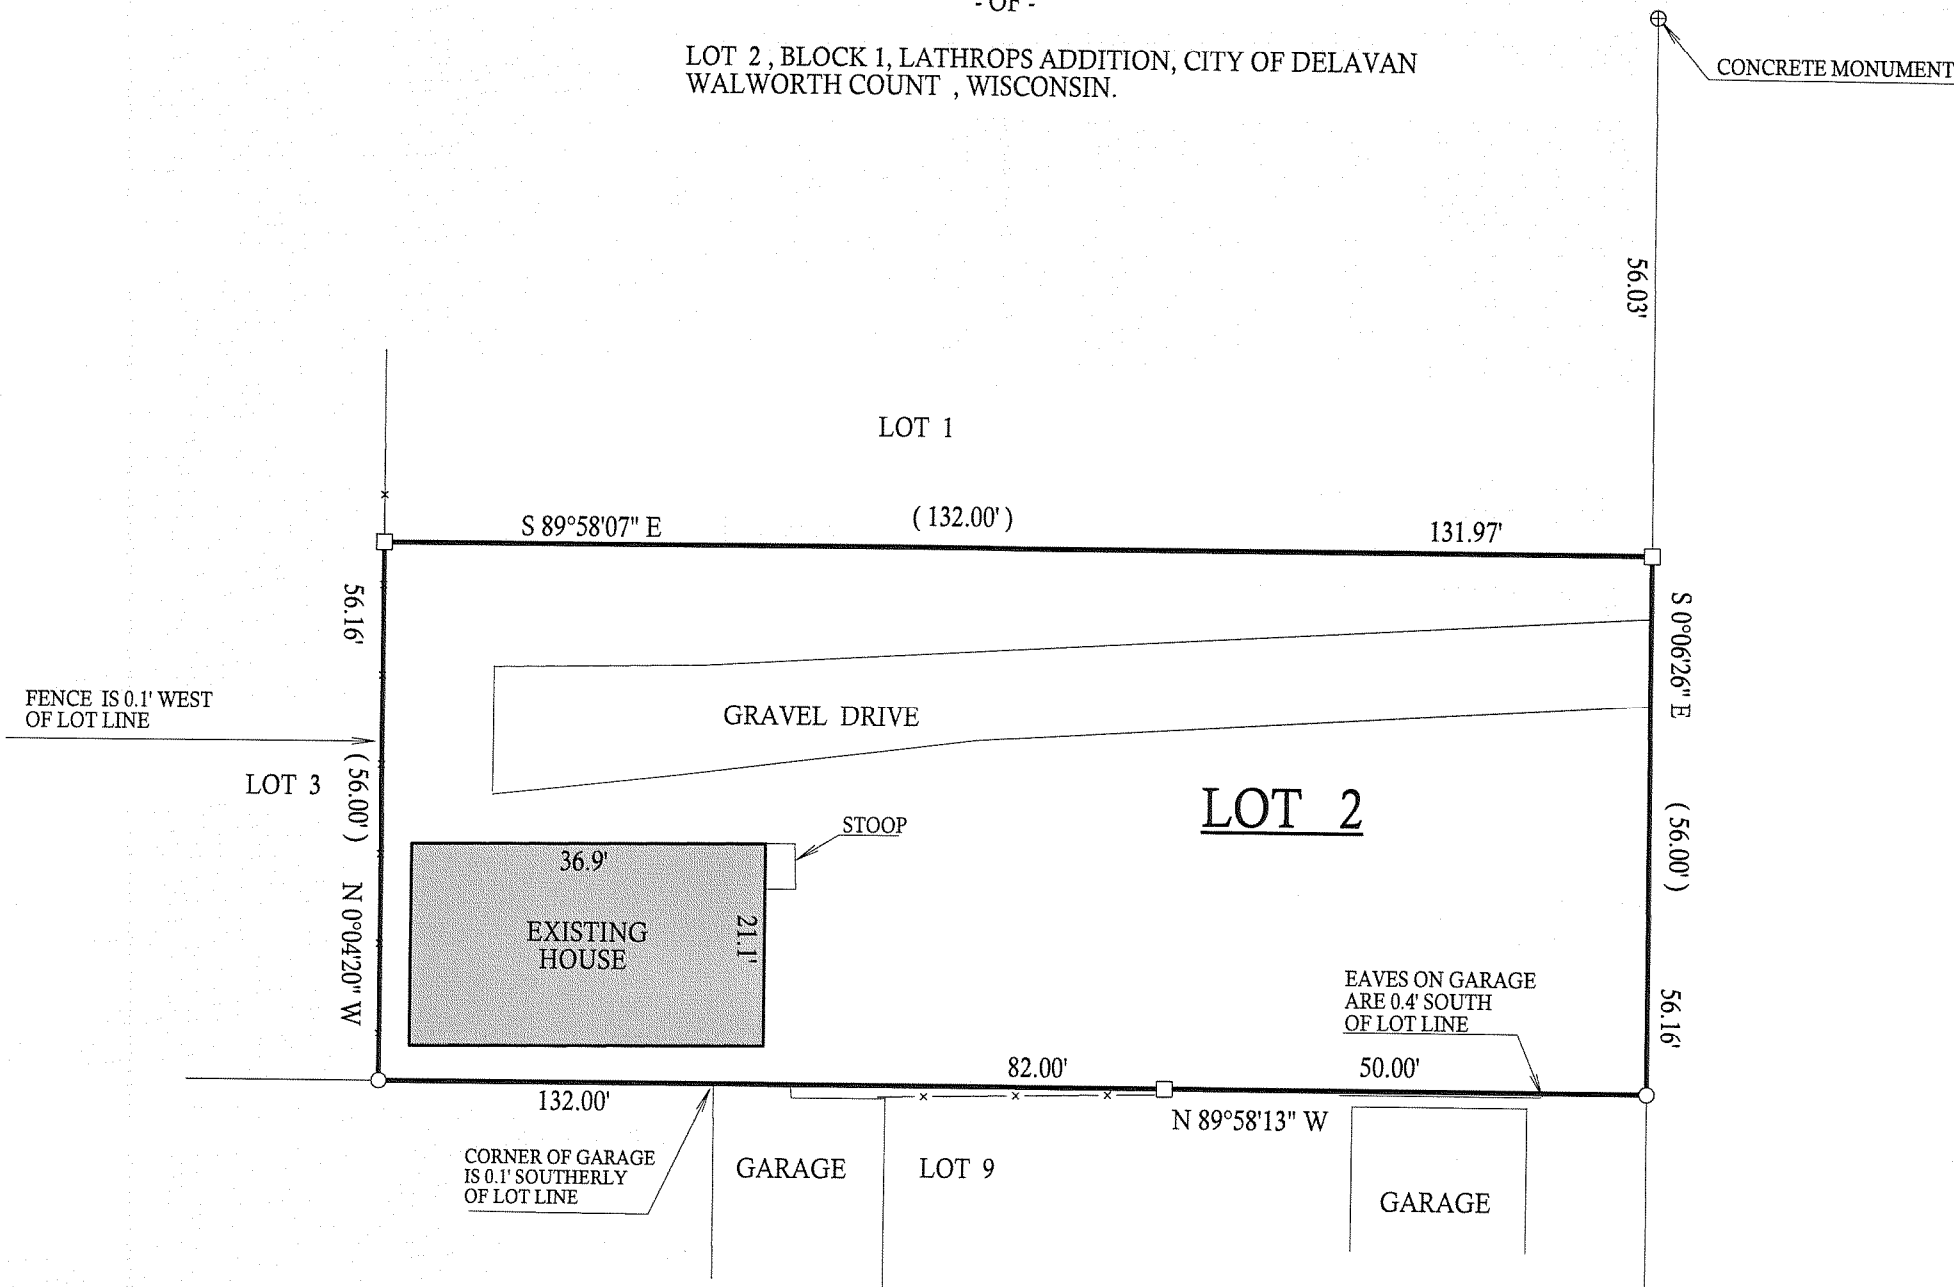 - OF -
LOT 2 , BLOCK 1, LATHROPS ADDITION, CITY OF DELAVAN
WALWORTH COUNT , WISCONSIN.
CONCRETE MONUMENT
56.03'
LOT 1
S 89°58'07" E
( 132.00' )
131.97'
56.16'
S 0°06'26" E
FENCE IS 0.1' WEST
OF LOT LINE
GRAVEL DRIVE
LOT 3
( 56.00' )
LOT 2
( 56.00' )
STOOP
36.9'
N 0°04'20" W
21.1'
EXISTING
HOUSE
EAVES ON GARAGE
ARE 0.4' SOUTH
OF LOT LINE
56.16'
82.00'
50.00'
132.00'
N 89°58'13" W
CORNER OF GARAGE
IS 0.1' SOUTHERLY
OF LOT LINE
GARAGE
LOT 9
GARAGE